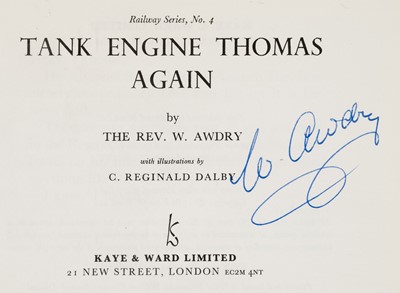 Railway Series, No. 4
TANK ENGINE THOMAS
AGAIN
by
THE REV. W. AWDRY
W. Awdry
with illustrations by
C. REGINALD DALBY
KAYE & WARD LIMITED
21 NEW STREET, LONDON EC2M 4NT